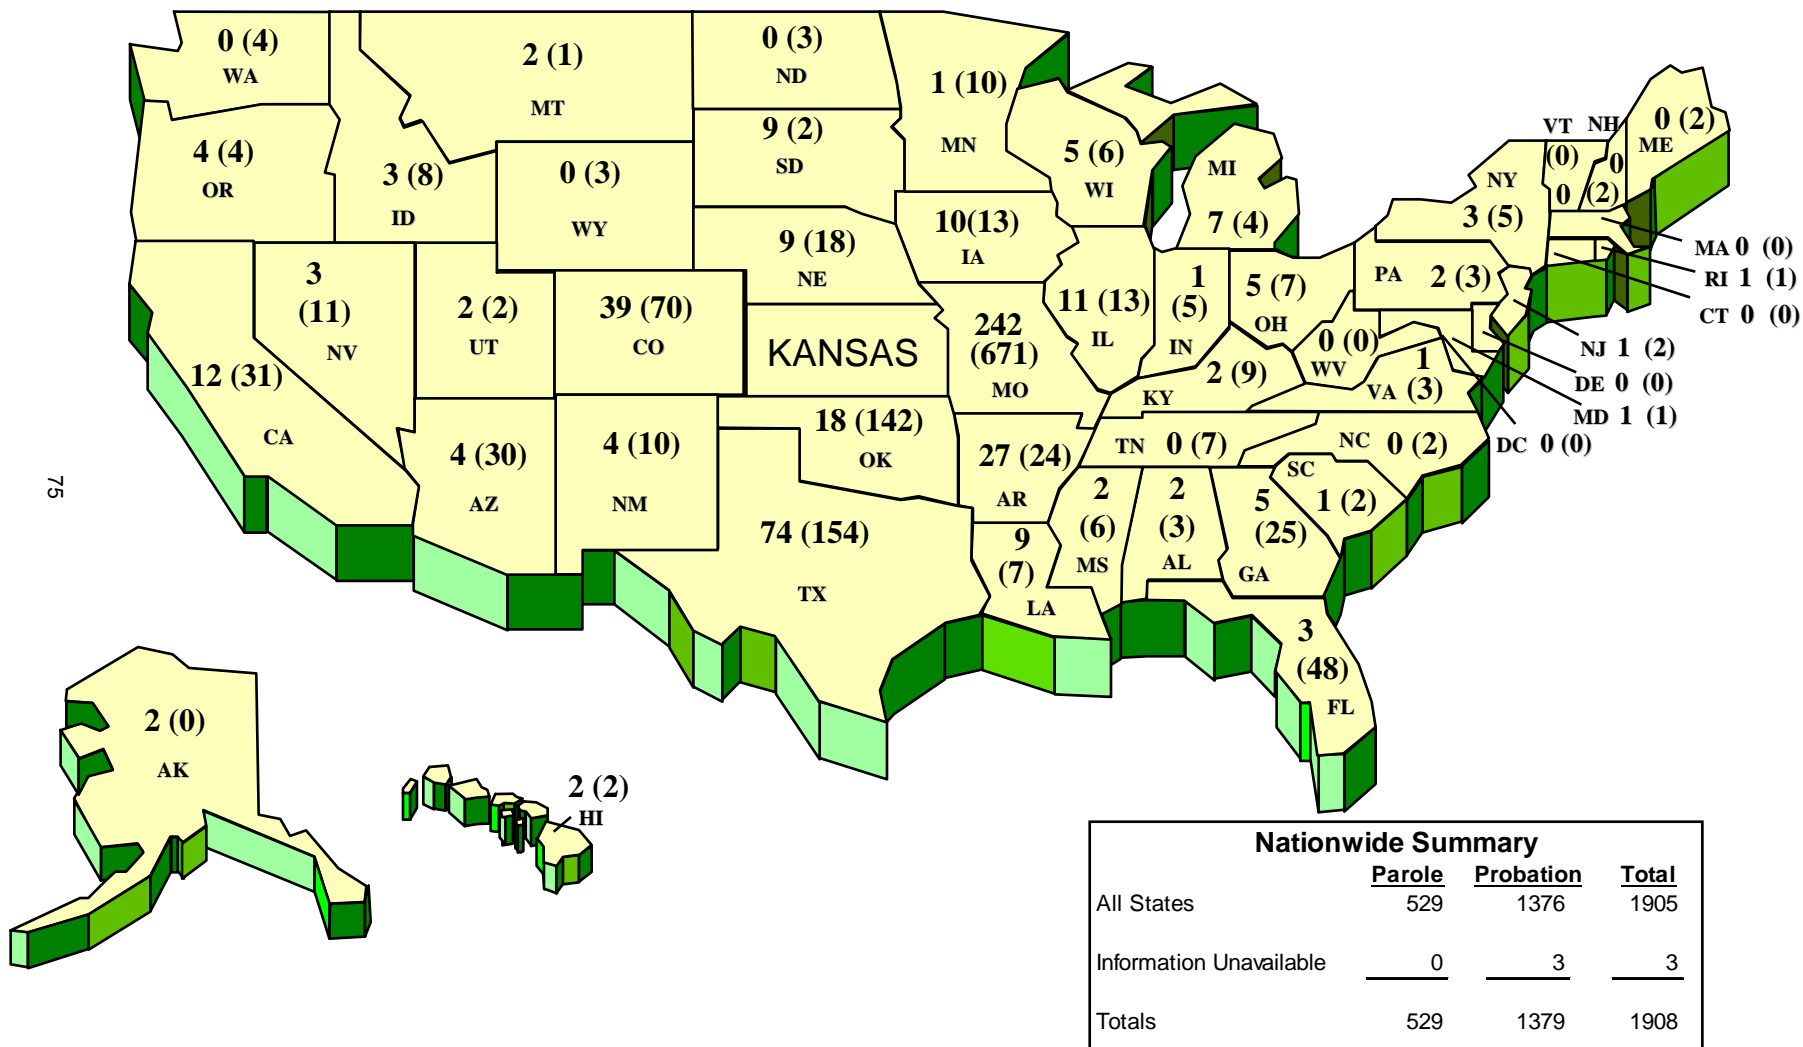 0 (4)
WA
2 (1)
MT
0 (3)
ND
1 (10)
MN
4 (4)
OR
3 (8)
ID
0 (3)
WY
9 (2)
SD
5 (6)
WI
MI
7 (4)
VT
(0)
0
NH
0
(2)
0 (2)
ME
NY
3 (5)
MA 0 (0)
RI 1 (1)
CT 0 (0)
NJ 1 (2)
DE 0 (0)
MD 1 (1)
DC 0 (0)
PA 2 (3)
10(13)
IA
9 (18)
NE
3
(11)
NV
2 (2)
UT
39 (70)
CO
KANSAS
242
(671)
MO
11 (13)
IL
1
(5)
IN
5 (7)
OH
0 (0)
WV
1
VA (3)
2 (9)
KY
12 (31)
CA
4 (30)
AZ
4 (10)
NM
18 (142)
OK
27 (24)
AR
TN 0 (7)
NC 0 (2)
SC
1 (2)
5
(25)
GA
2
(3)
AL
2
(6)
MS
9
(7)
LA
74 (154)
TX
3
(48)
FL
2 (0)
AK
2 (2)
HI
75
Nationwide Summary
Parole Probation Total
All States 529 1376 1905
Information Unavailable 0 3 3
Totals 529 1379 1908